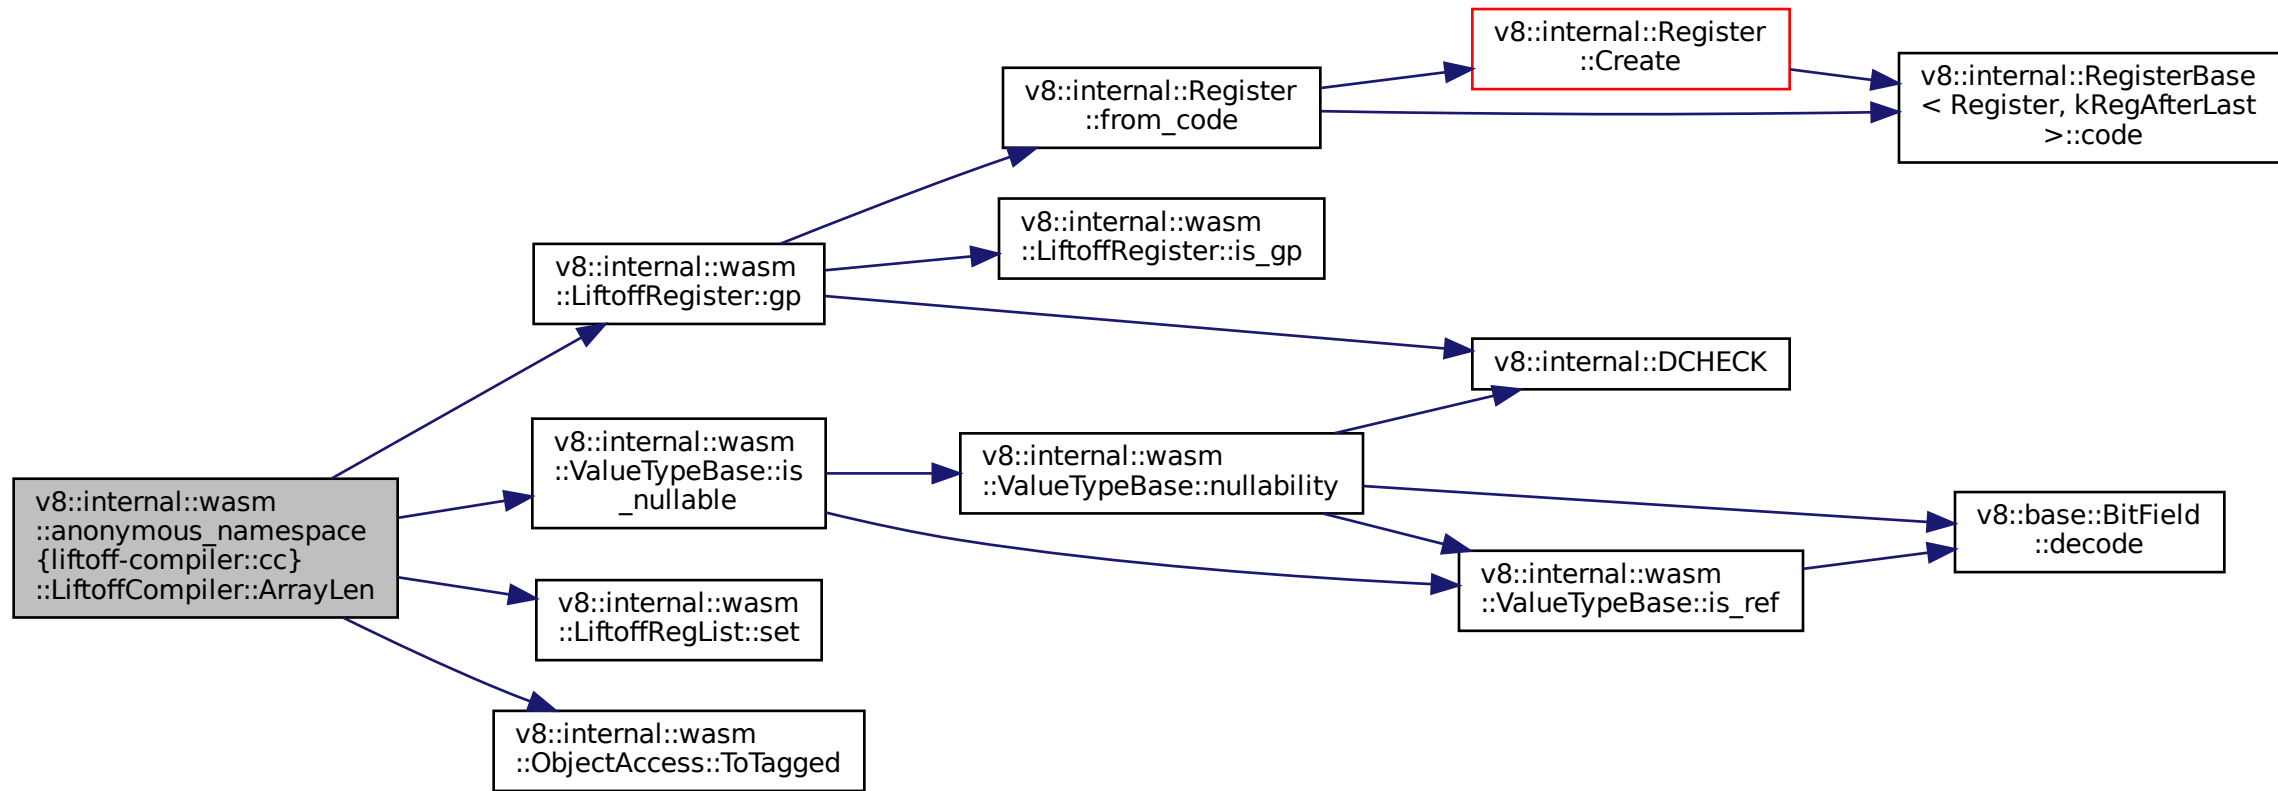 v8::internal::wasm
::anonymous_namespace
{liftoff-compiler::cc}
::LiftoffCompiler::ArrayLen
v8::internal::wasm
::LiftoffRegister::gp
v8::internal::Register
::from_code
v8::internal::Register
::Create
v8::internal::RegisterBase
< Register, kRegAfterLast
>::code
v8::internal::wasm
::LiftoffRegister::is_gp
v8::internal::DCHECK
v8::internal::wasm
::ValueTypeBase::is
_nullable
v8::internal::wasm
::ValueTypeBase::nullability
v8::base::BitField
::decode
v8::internal::wasm
::ValueTypeBase::is_ref
v8::internal::wasm
::LiftoffRegList::set
v8::internal::wasm
::ObjectAccess::ToTagged